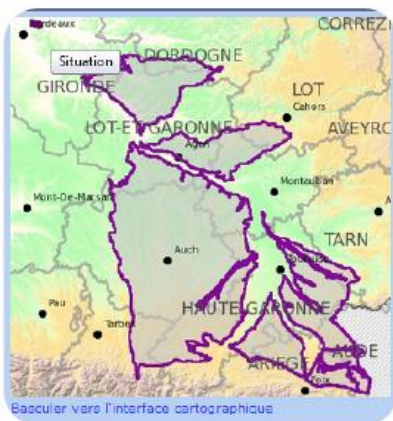 Bordeaux
CORREZ
Situation
DORDOGNE
GIRONDE
LOT
Cahors
LOT-ET-GARONNE
AVEYRO
Agen
Mont-De-Marsan
Montauban
TARN
Auch
Toulouse
HAUTE-GARONNE
Pau
Tarbes
AUDE
ARIEGE
Foix
Basculer vers l'interface cartographique